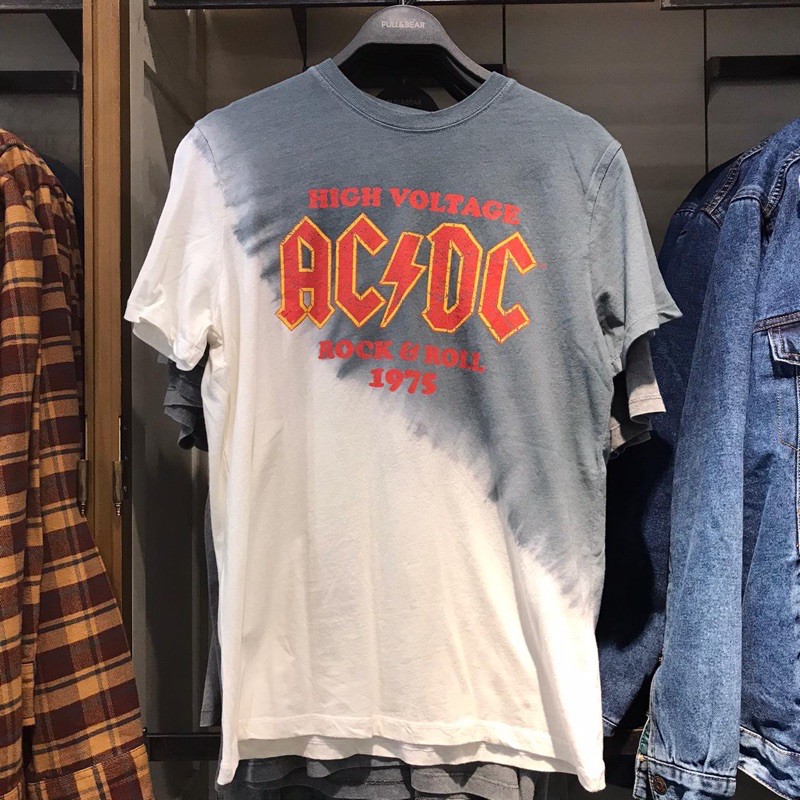 PULL&BEAR
HIGH VOLTAGE
AC⚡DC
ROCK & ROLL
1975